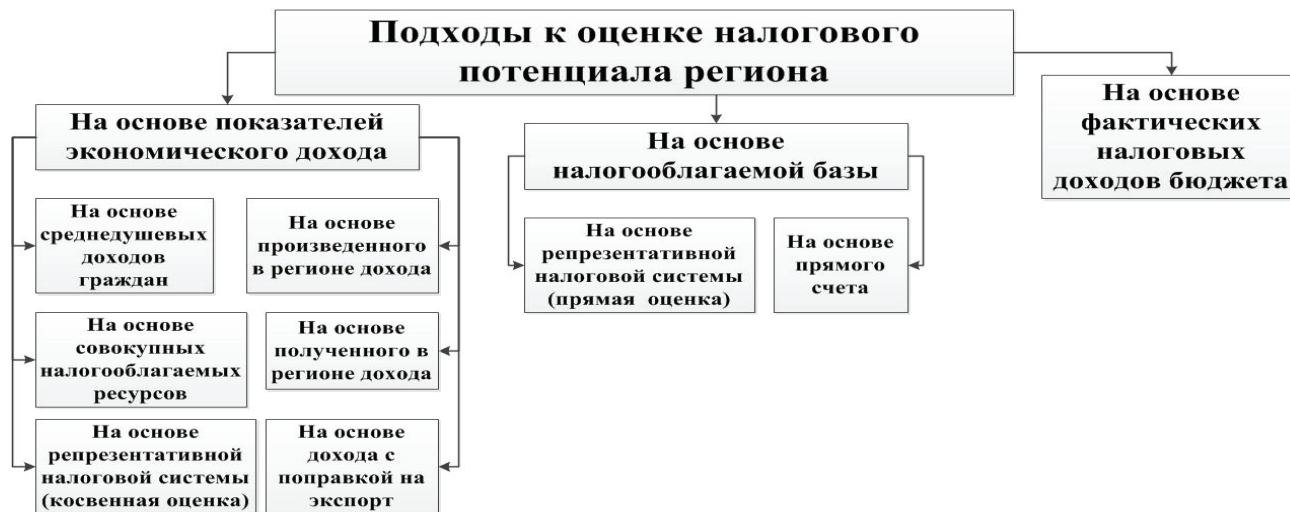 Подходы к оценке налогового
потенциала региона
На основе показателей
экономического дохода
На основе
среднедушевых
доходов
граждан
На основе
произведенного
в регионе дохода
На основе
совокупных
налогооблагаемых
ресурсов
На основе
полученного в
регионе дохода
На основе
репрезентативной
налоговой системы
(косвенная оценка)
На основе
дохода с
поправкой на
экспорт
На основе
налогооблагаемой базы
На основе
репрезентативной
налоговой системы
(прямая оценка)
На основе
прямого
счета
На основе
фактических
налоговых
доходов бюджета